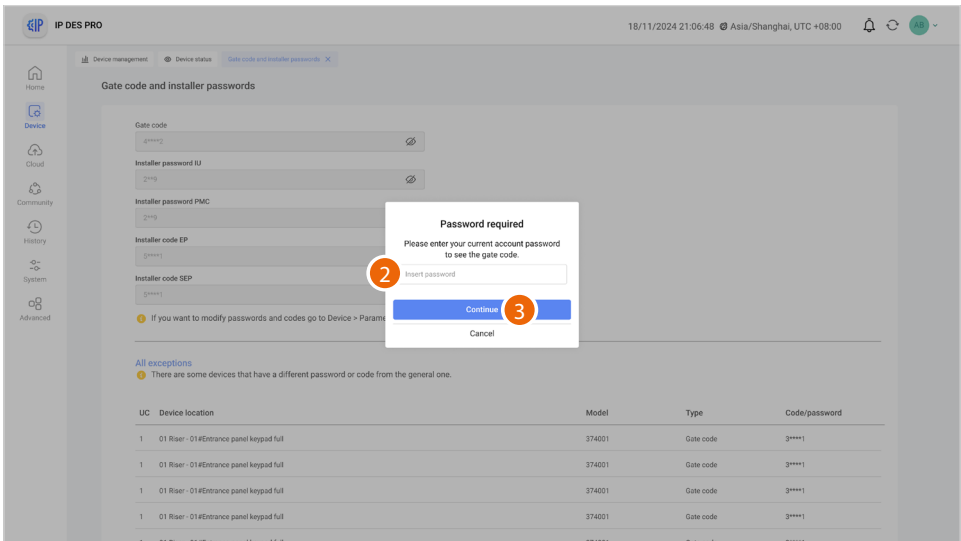 IP DES PRO
18/11/2024 21:06:48 Asia/Shanghai, UTC +08:00
AB
Device management Device status Gate code and installer passwords X
Home
Device
Cloud
Community
History
System
Advanced
Gate code and installer passwords
Gate code
4****2
Installer password IU
2**9
Installer password PMC
2**9
Installer code EP
5****1
Installer code SEP
5****1
If you want to modify passwords and codes go to Device > Parame
Password required
Please enter your current account password
to see the gate code.
2
Insert password
Continue
3
Cancel
All exceptions
There are some devices that have a different password or code from the general one.
UC Device location Model Type Code/password
1 01 Riser - 01#Entrance panel keypad full 374001 Gate code 3****1
1 01 Riser - 01#Entrance panel keypad full 374001 Gate code 3****1
1 01 Riser - 01#Entrance panel keypad full 374001 Gate code 3****1
1 01 Riser - 01#Entrance panel keypad full 374001 Gate code 3****1